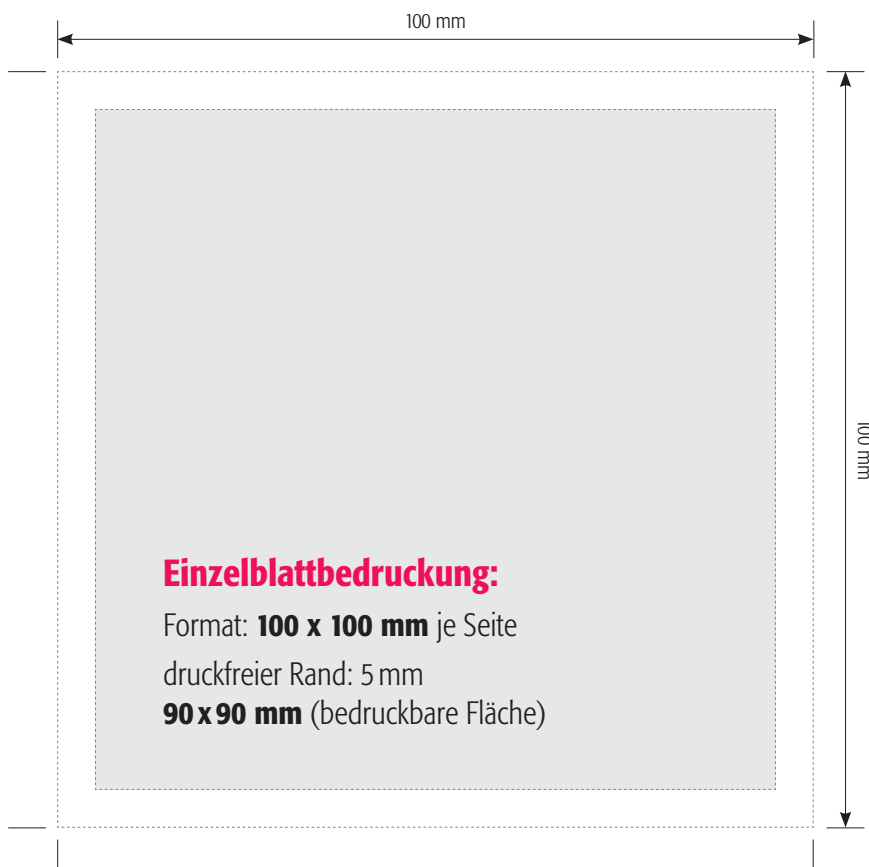 100 mm
100 mm
Einzelblattbedruckung:
Format: 100 x 100 mm je Seite
druckfreier Rand: 5 mm
90 x 90 mm (bedruckbare Fläche)